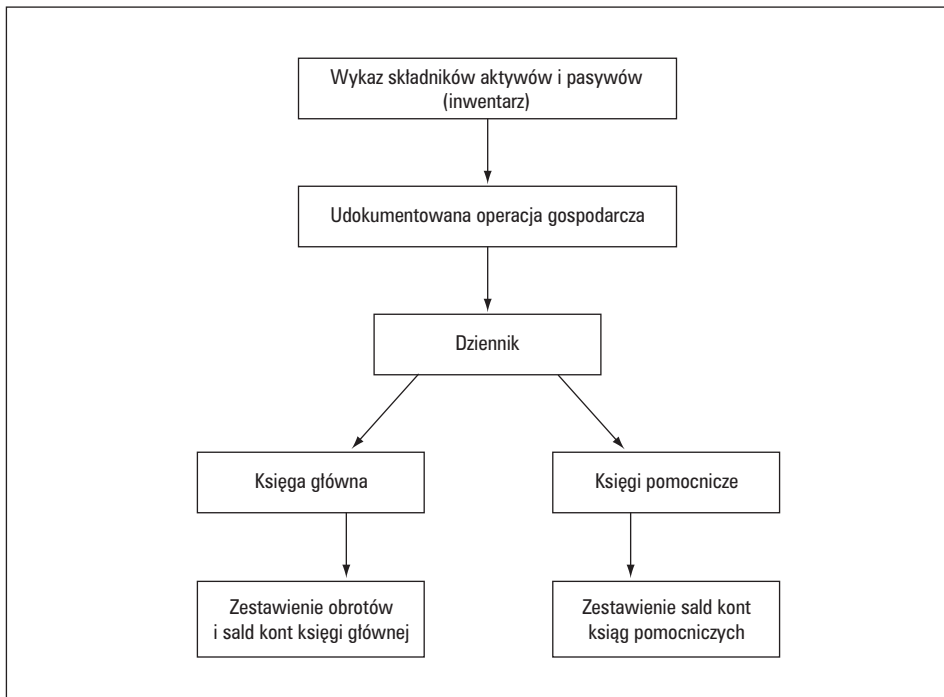 Wykaz składników aktywów i pasywów
(inwentarz)
Udokumentowana operacja gospodarcza
Dziennik
Księga główna
Księgi pomocnicze
Zestawienie obrotów
i sald kont księgi głównej
Zestawienie sald kont
ksiąg pomocniczych